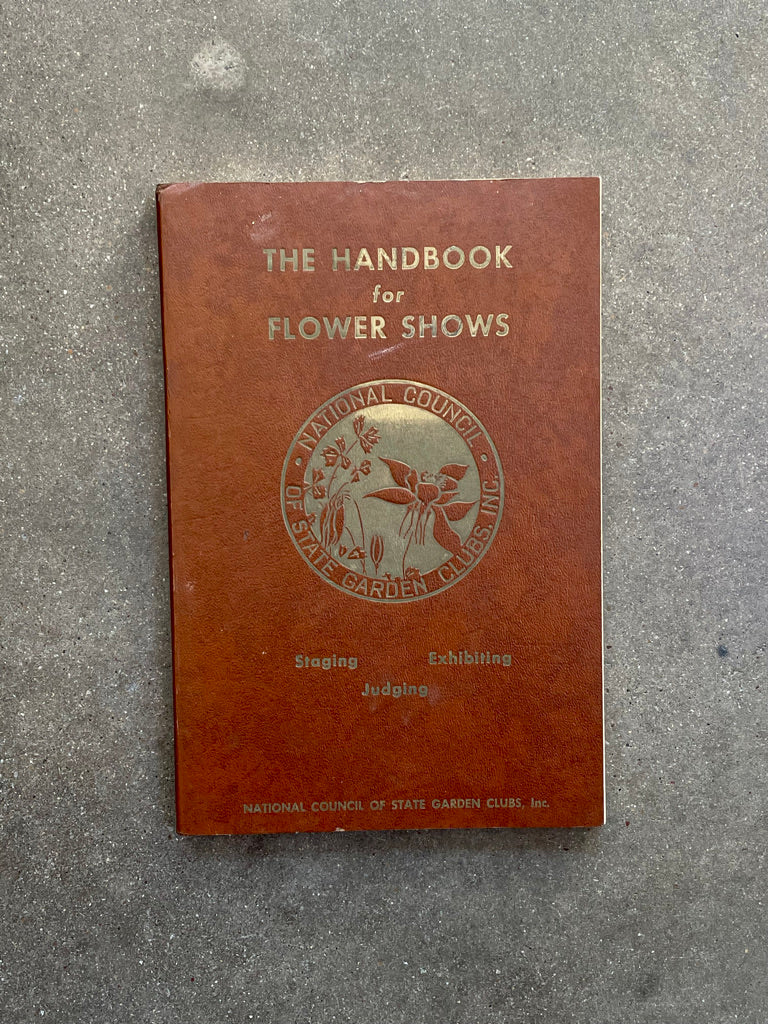 THE HANDBOOK
for
FLOWER SHOWS
• NATIONAL COUNCIL •
OF STATE GARDEN CLUBS, INC.
Staging Exhibiting
Judging
NATIONAL COUNCIL OF STATE GARDEN CLUBS, Inc.